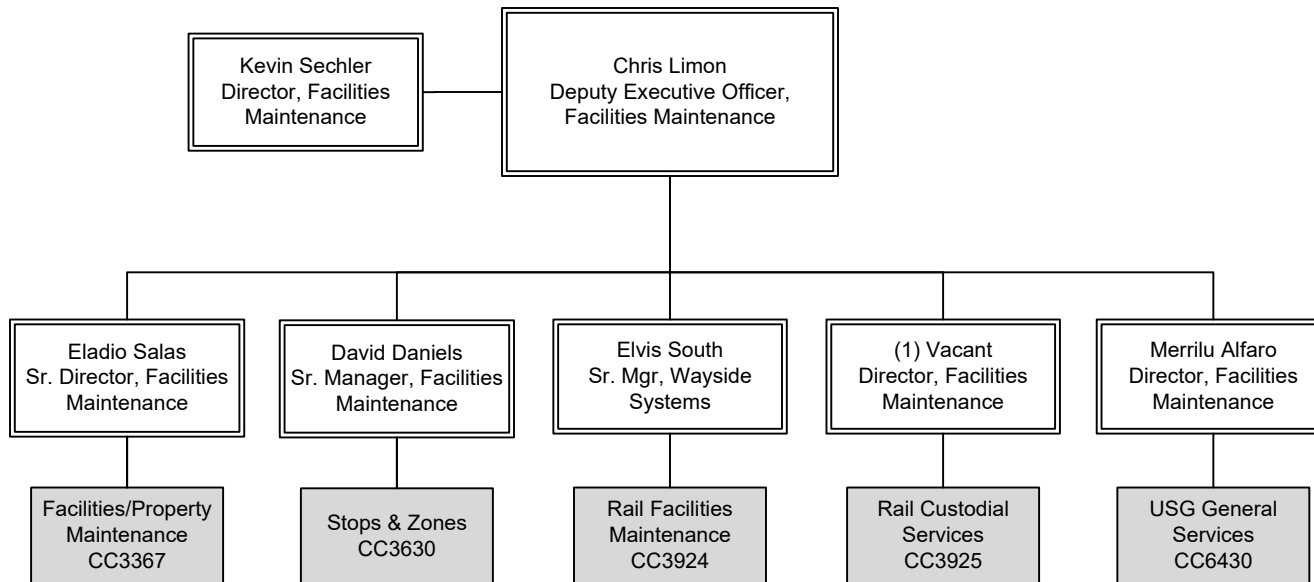 Kevin Sechler
Director, Facilities
Maintenance
Chris Limon
Deputy Executive Officer,
Facilities Maintenance
Eladio Salas
Sr. Director, Facilities
Maintenance
David Daniels
Sr. Manager, Facilities
Maintenance
Elvis South
Sr. Mgr, Wayside
Systems
(1) Vacant
Director, Facilities
Maintenance
Merrilu Alfaro
Director, Facilities
Maintenance
Facilities/Property
Maintenance
CC3367
Stops & Zones
CC3630
Rail Facilities
Maintenance
CC3924
Rail Custodial
Services
CC3925
USG General
Services
CC6430